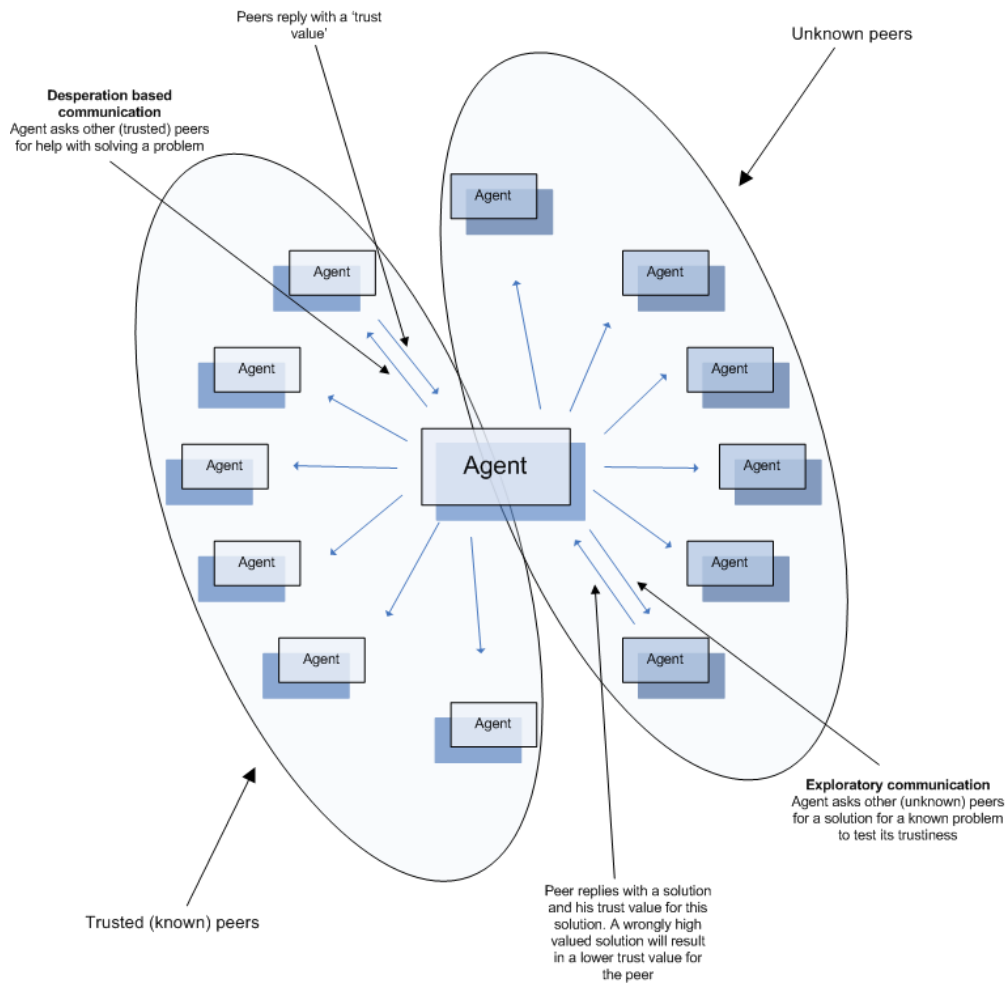 Peers reply with a ‘trust
value’
Unknown peers
Desperation based
communication
Agent asks other (trusted) peers
for help with solving a problem
Agent
Agent
Agent
Agent
Agent
Agent
Agent
Agent
Agent
Agent
Agent
Agent
Agent
Agent
Exploratory communication
Agent asks other (unknown) peers
for a solution for a known problem
to test its trustiness
Peer replies with a solution
and his trust value for this
solution. A wrongly high
valued solution will result
in a lower trust value for
the peer
Trusted (known) peers